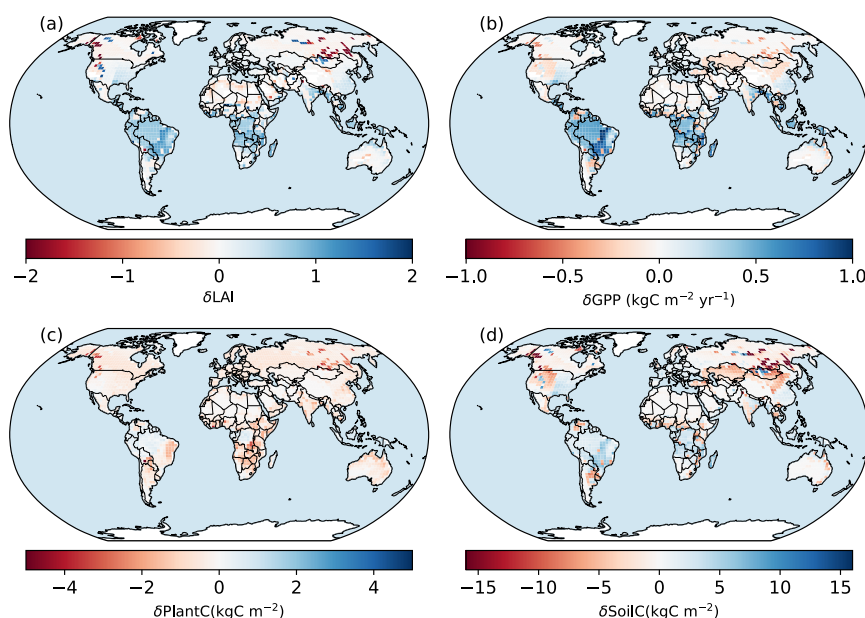 (a) (b)
−2 −1 0 1 2
δLAI
−1.0 −0.5 0.0 0.5 1.0
δGPP (kgC m⁻² yr⁻¹)
(c) (d)
−4 −2 0 2 4
δPlantC(kgC m⁻²)
−15 −10 −5 0 5 10 15
δSoilC(kgC m⁻²)